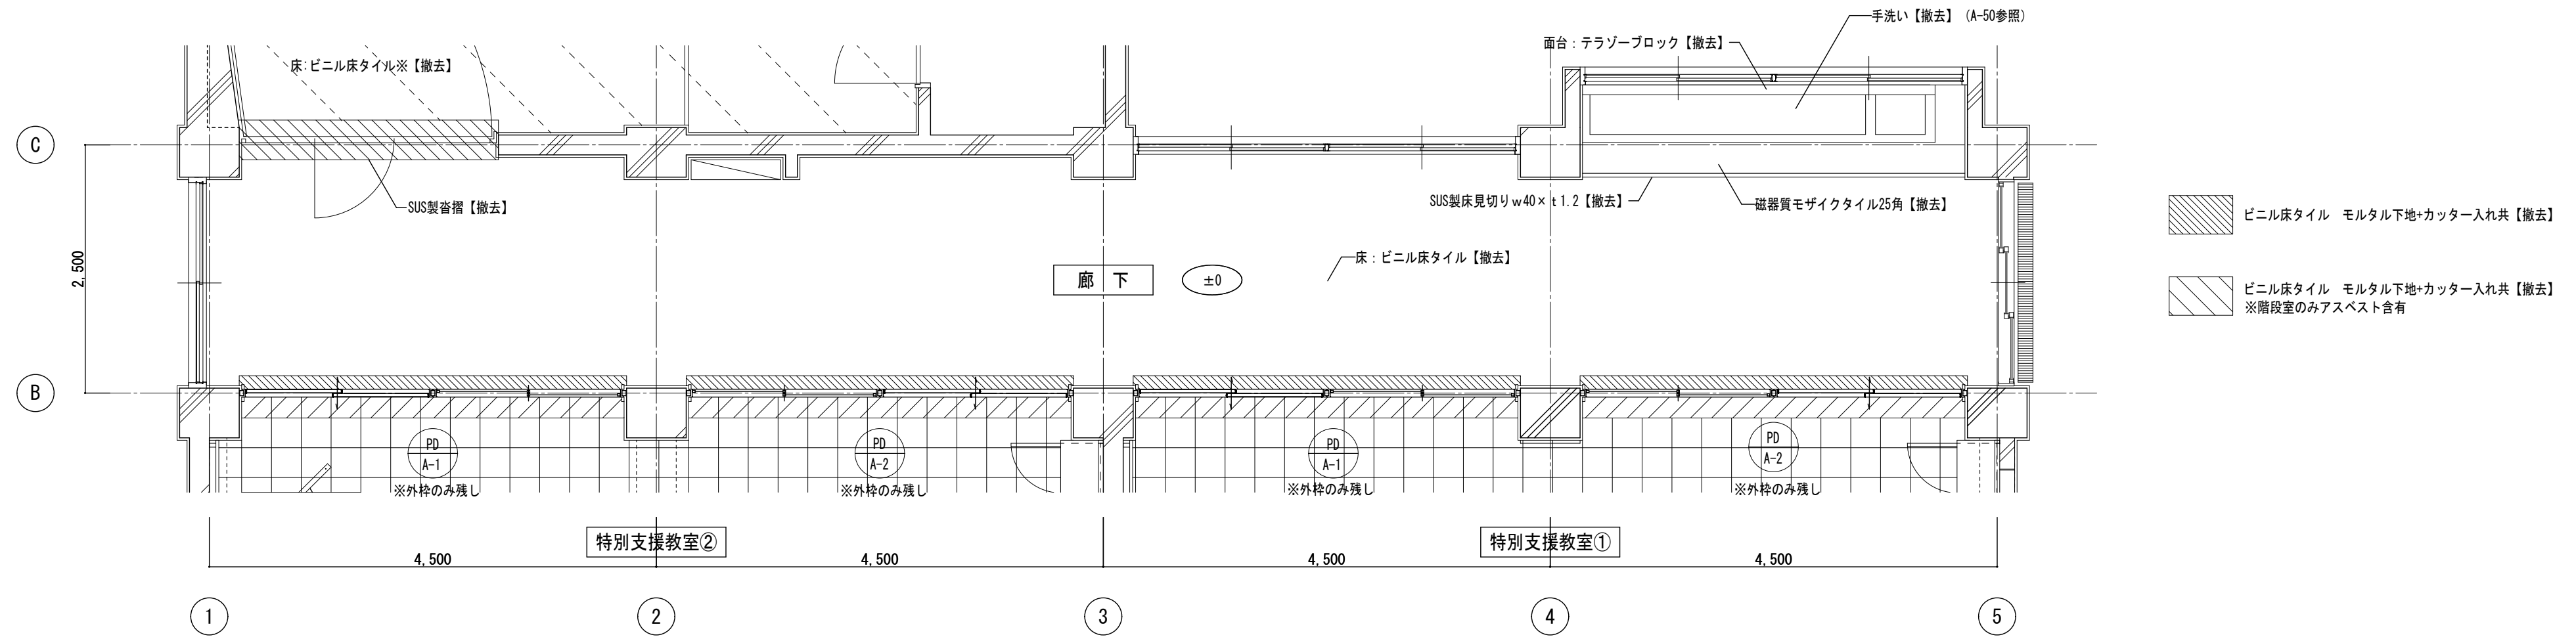 手洗い【撤去】（A-50参照）
面台：テラゾーブロック【撤去】
床:ビニル床タイル※【撤去】
C
SUS製沓摺【撤去】
SUS製床見切りｗ40×ｔ1.2【撤去】
磁器質モザイクタイル25角【撤去】
ビニル床タイル　モルタル下地+カッター入れ共【撤去】
2,500
床：ビニル床タイル【撤去】
廊　下
±0
ビニル床タイル　モルタル下地+カッター入れ共【撤去】
※階段室のみアスベスト含有
B
PD
A-1
※外枠のみ残し
PD
A-2
※外枠のみ残し
PD
A-1
※外枠のみ残し
PD
A-2
※外枠のみ残し
特別支援教室②
特別支援教室①
4,500
4,500
4,500
4,500
1
2
3
4
5